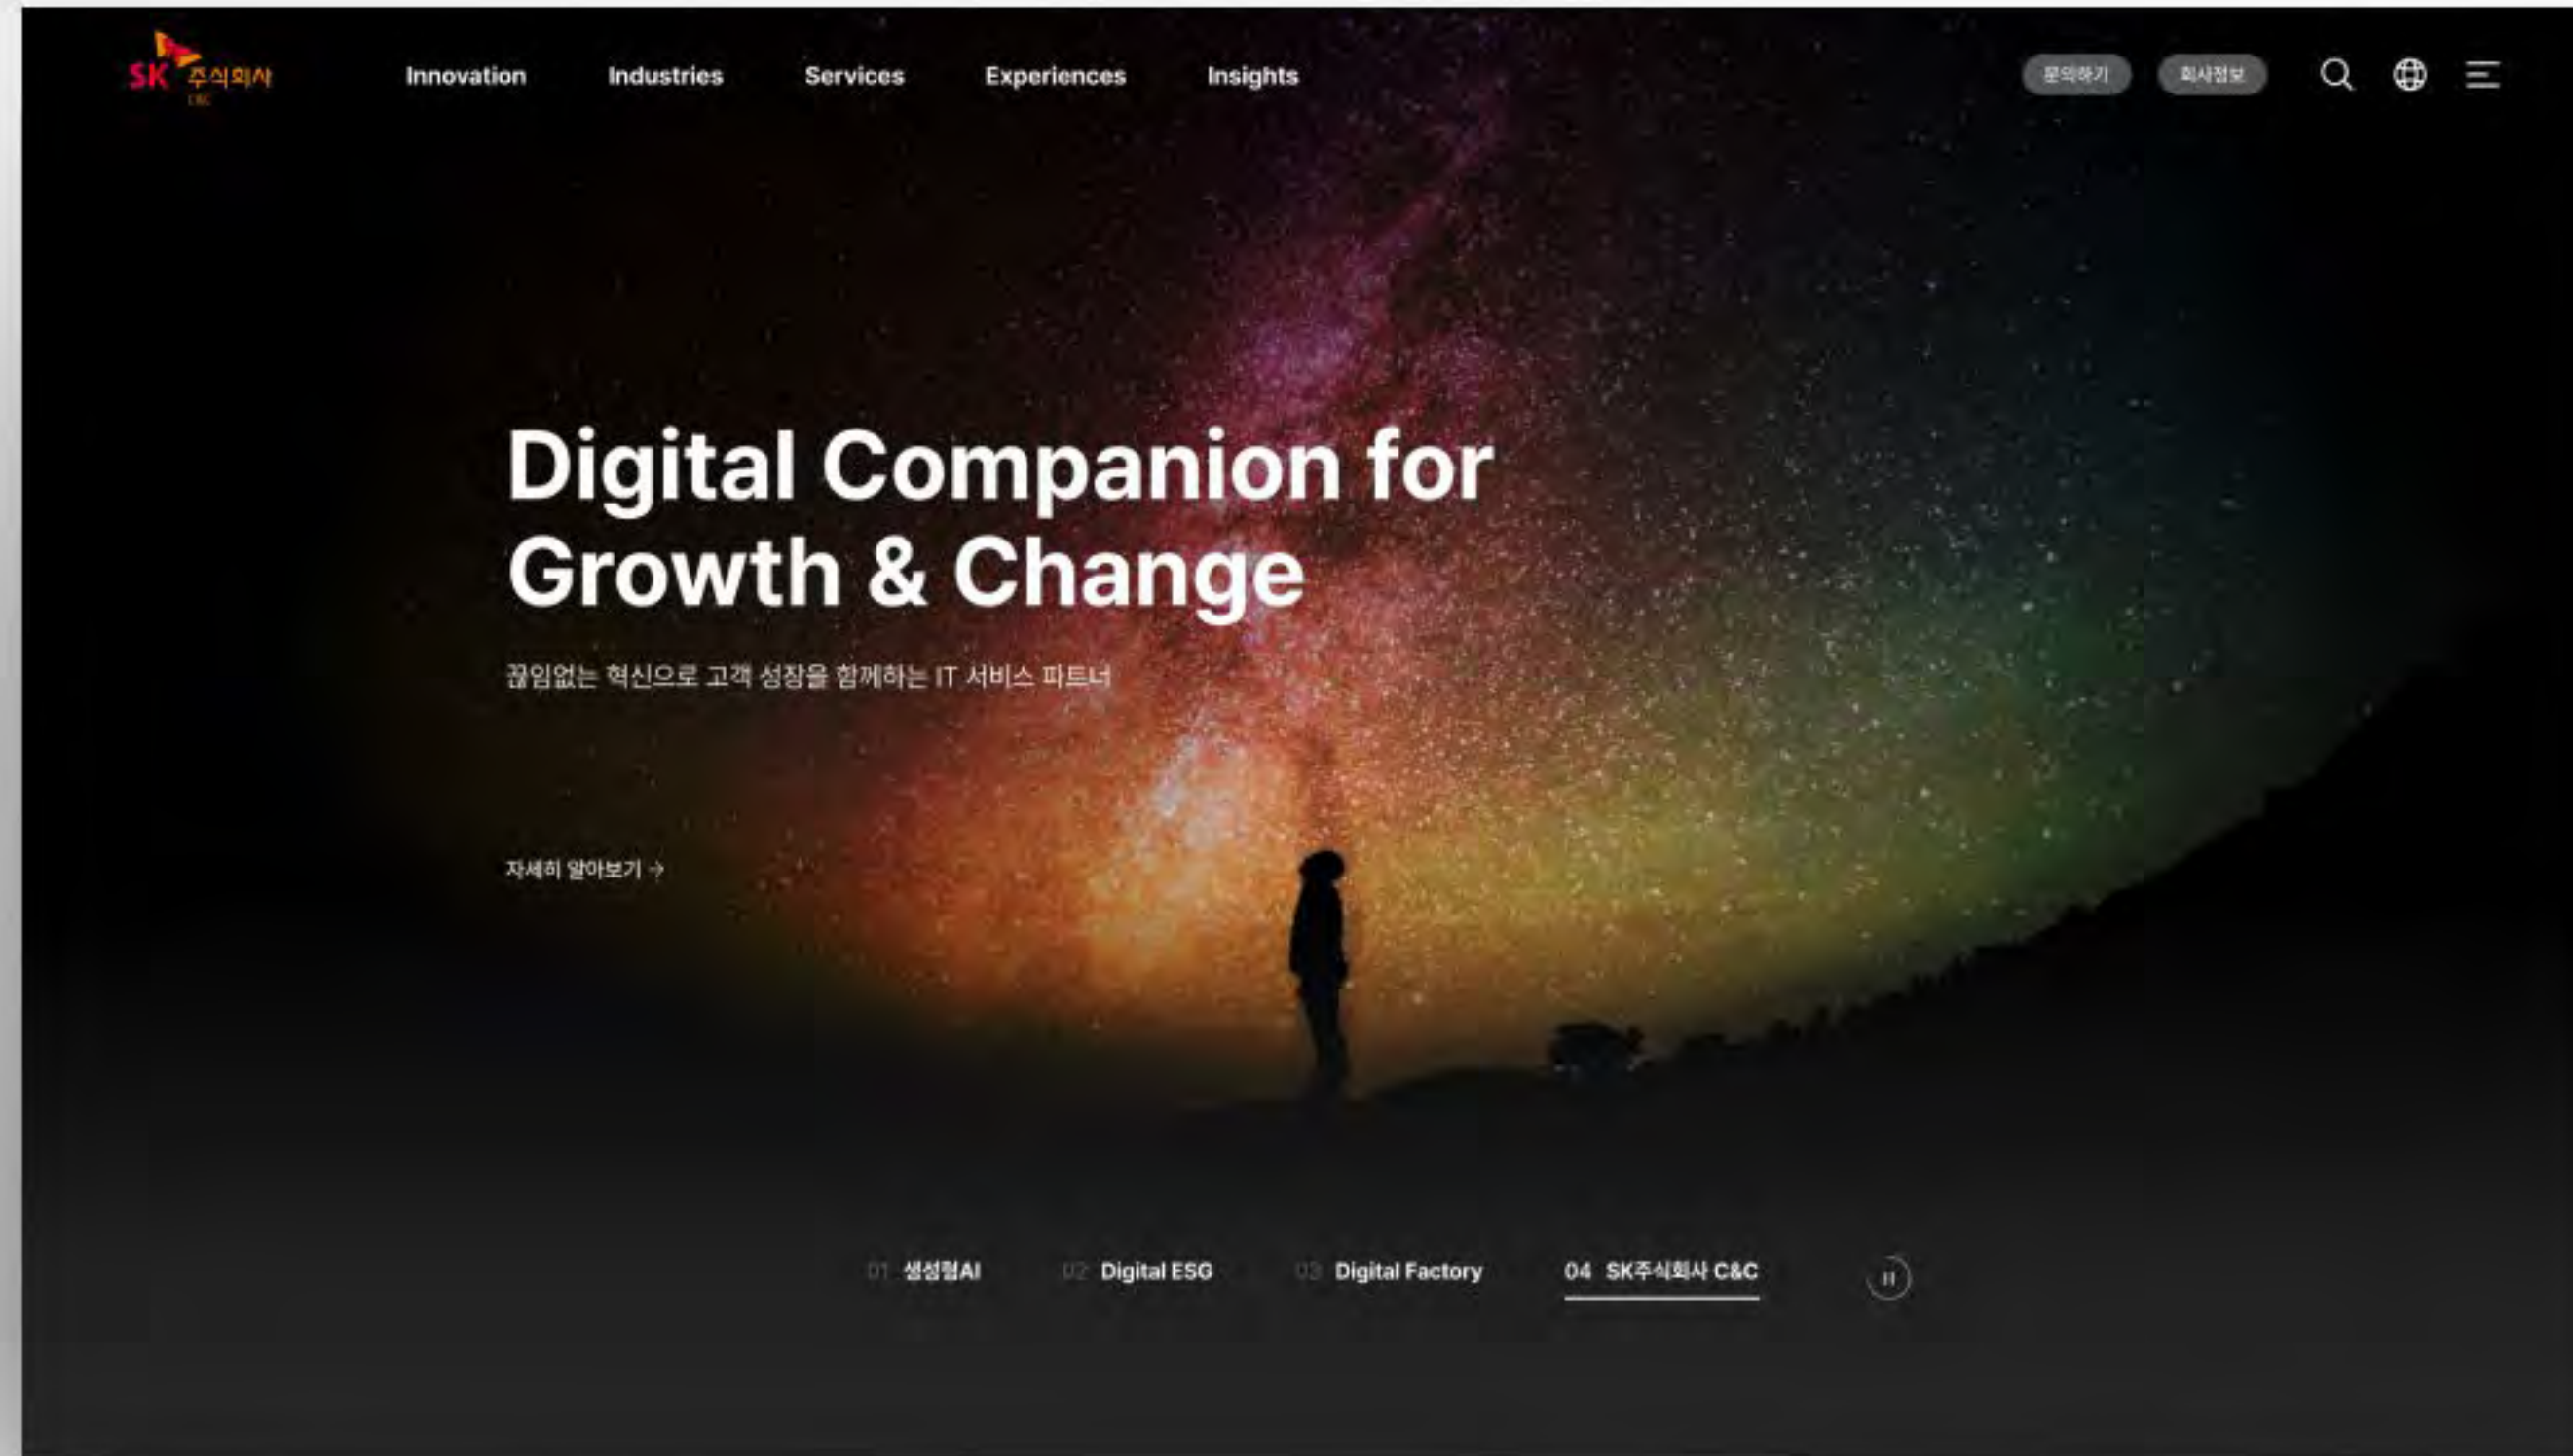 SK 주식회사
C&C
Innovation
Industries
Services
Experiences
Insights
문의하기
회사정보
Digital Companion for
Growth & Change
끊임없는 혁신으로 고객 성장을 함께하는 IT 서비스 파트너
자세히 알아보기 →
01 생성형AI
02 Digital ESG
03 Digital Factory
04 SK주식회사 C&C